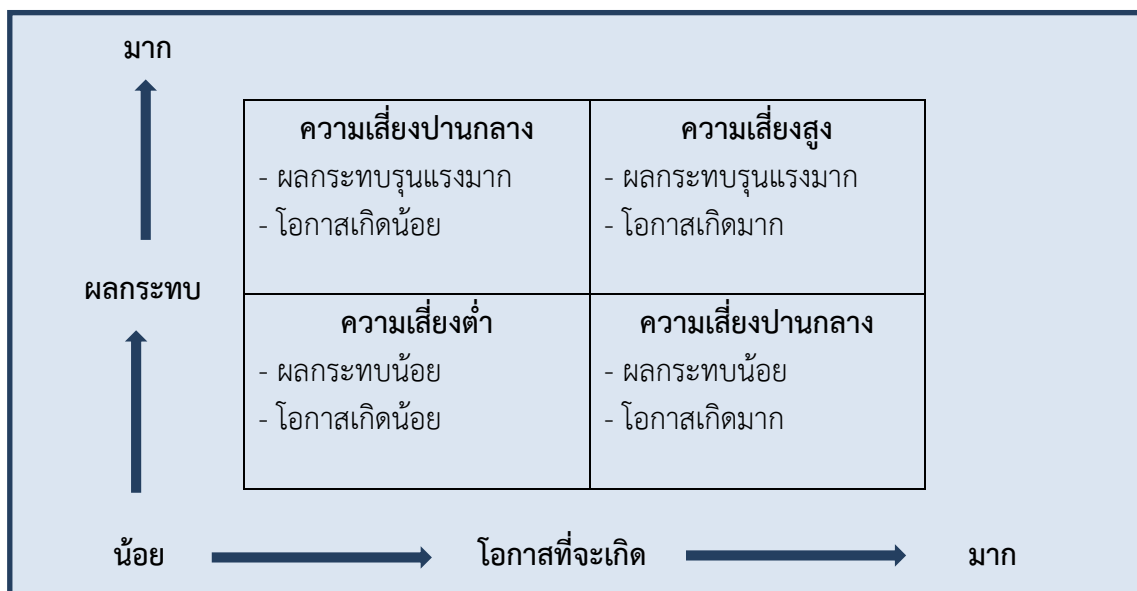 มาก
ความเสี่ยงปานกลาง
- ผลกระทบรุนแรงมาก
- โอกาสเกิดน้อย
ความเสี่ยงสูง
- ผลกระทบรุนแรงมาก
- โอกาสเกิดมาก
ผลกระทบ
ความเสี่ยงต่ำ
- ผลกระทบน้อย
- โอกาสเกิดน้อย
ความเสี่ยงปานกลาง
- ผลกระทบน้อย
- โอกาสเกิดมาก
น้อย
โอกาสที่จะเกิด
มาก